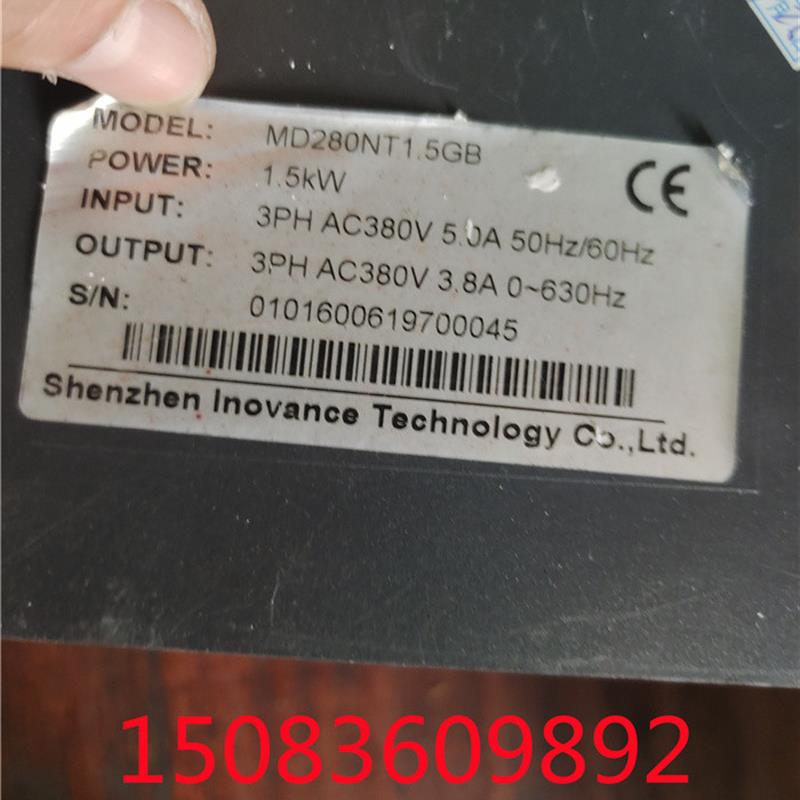 MODEL: MD280NT1.5GB
POWER: 1.5kW
INPUT: 3PH AC380V 5.0A 50Hz/60Hz
OUTPUT: 3PH AC380V 3.8A 0~630Hz
S/N: 0101600619700045
CE
Shenzhen Inovance Technology Co.,Ltd.
15083609892